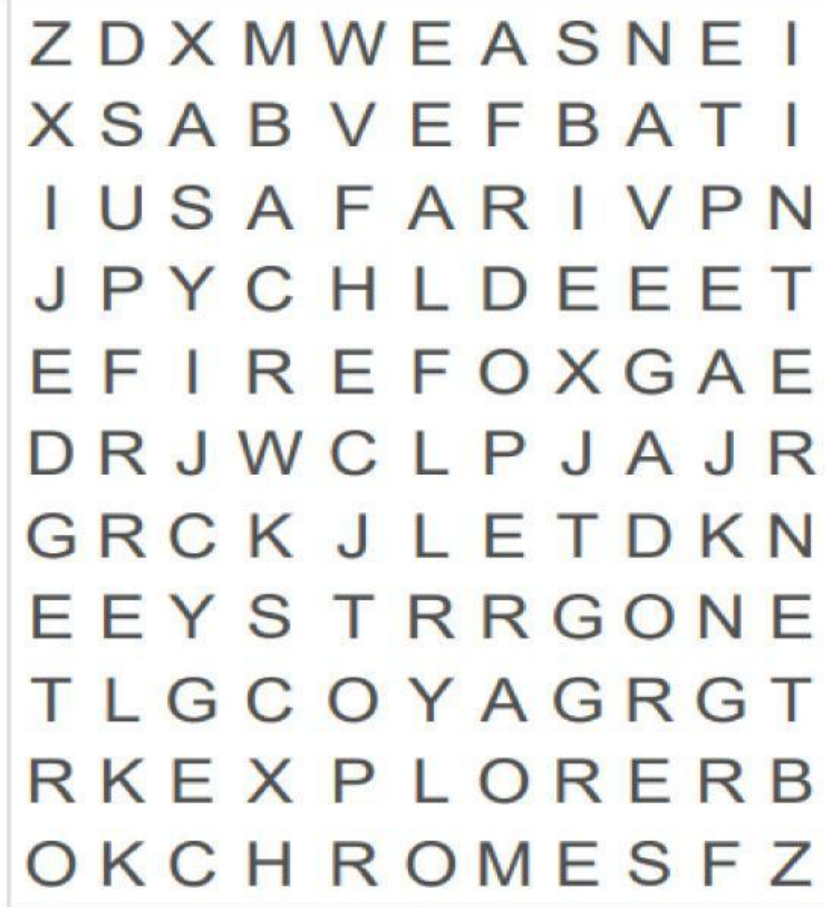 Z D X M W E A S N E I
X S A B V E F B A T I
I U S A F A R I V P N
J P Y C H L D E E E T
E F I R E F O X G A E
D R J W C L P J A J R
G R C K J L E T D K N
E E Y S T R R G O N E
T L G C O Y A G R G T
R K E X P L O R E R B
O K C H R O M E S F Z